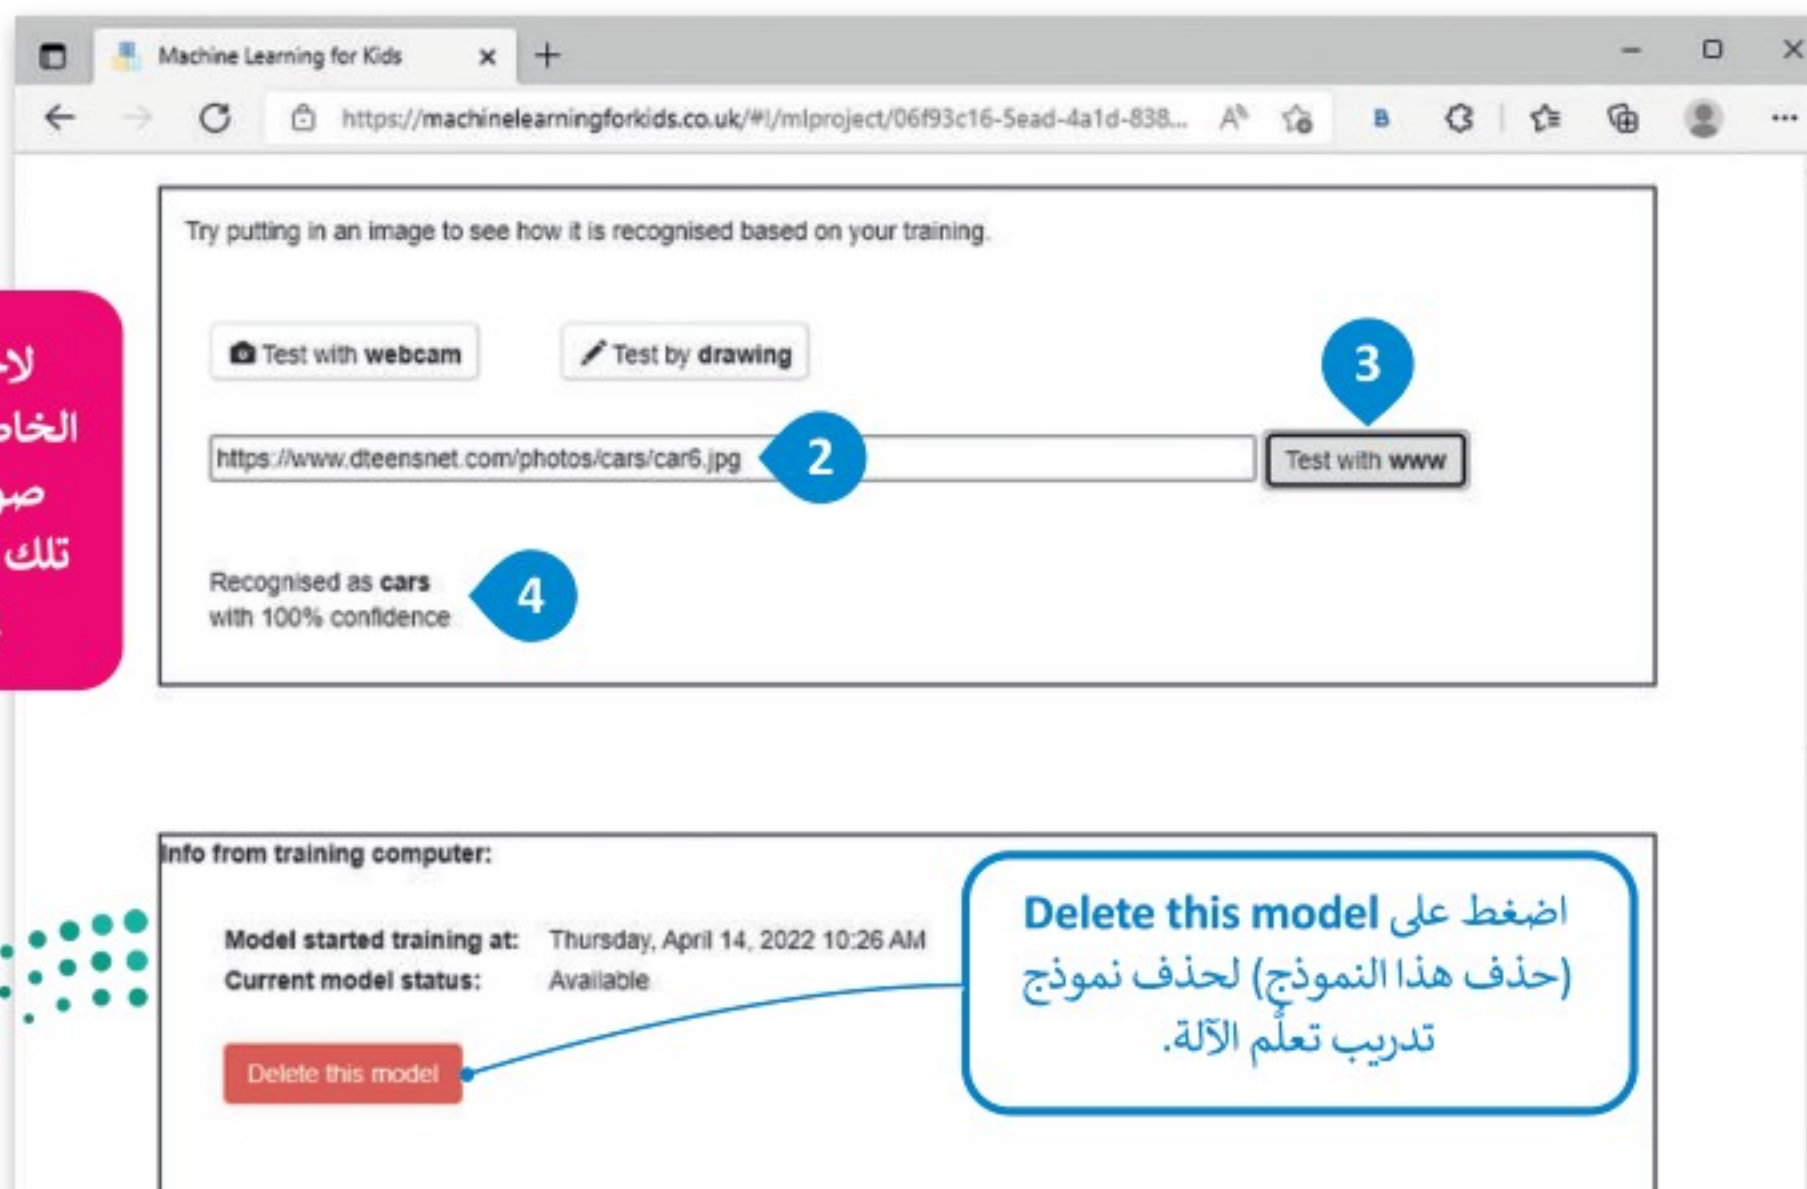 Machine Learning for Kids
https://machinelearningforkids.co.uk/#!/mlproject/06f93c16-5ead-4a1d-838...
Try putting in an image to see how it is recognised based on your training.
Test with webcam
Test by drawing
3
https://www.dteensnet.com/photos/cars/car6.jpg
2
Test with www
Recognised as cars
with 100% confidence
4
تلك
Info from training computer:
Model started training at: Thursday, April 14, 2022 10:26 AM
Current model status: Available
Delete this model
اضغط على Delete this model
(حذف هذا النموذج) لحذف نموذج
تدريب تعلُّم الآلة.